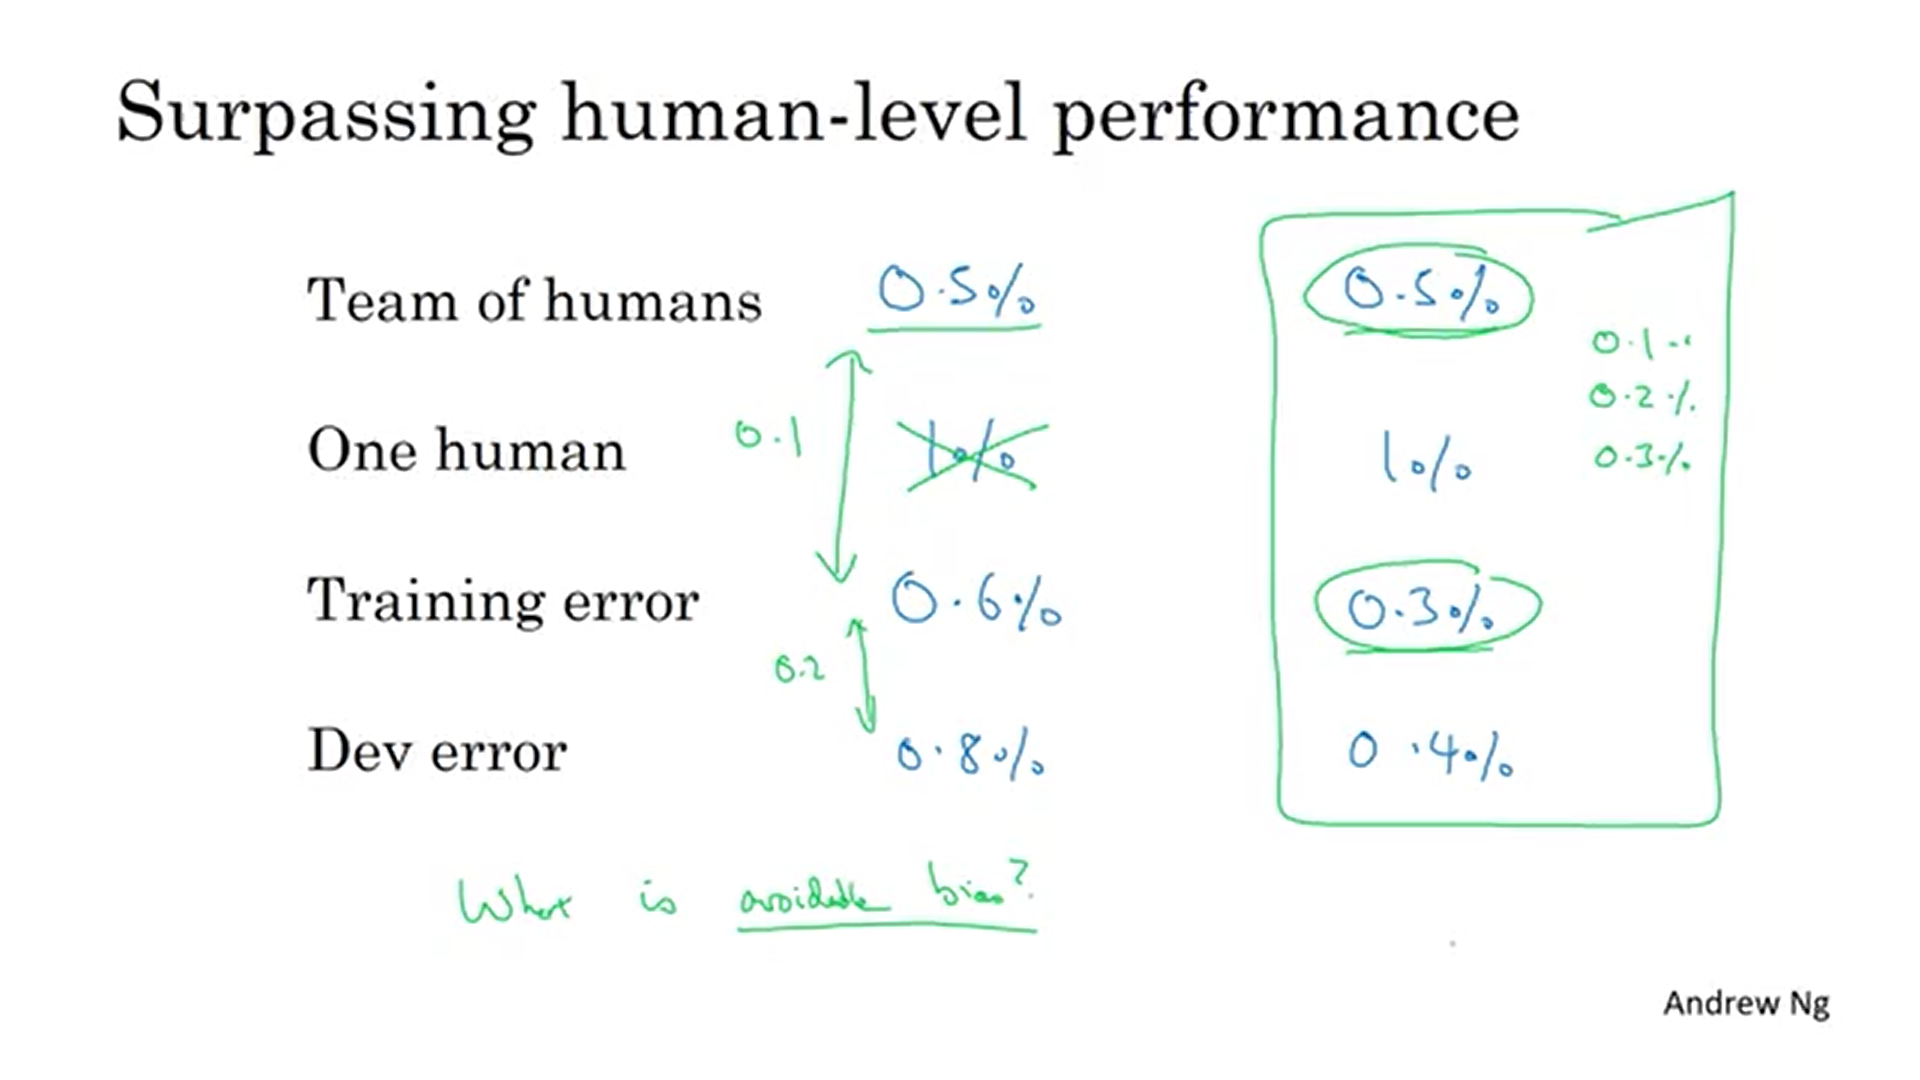 Surpassing human-level performance
Team of humans 0.5% 0.5%
0.1
0.2%
One human 0.1 1% 1% 0.3%
Training error 0.6% 0.3%
0.2
Dev error 0.8% 0.4%
What is avoidable bias?
Andrew Ng